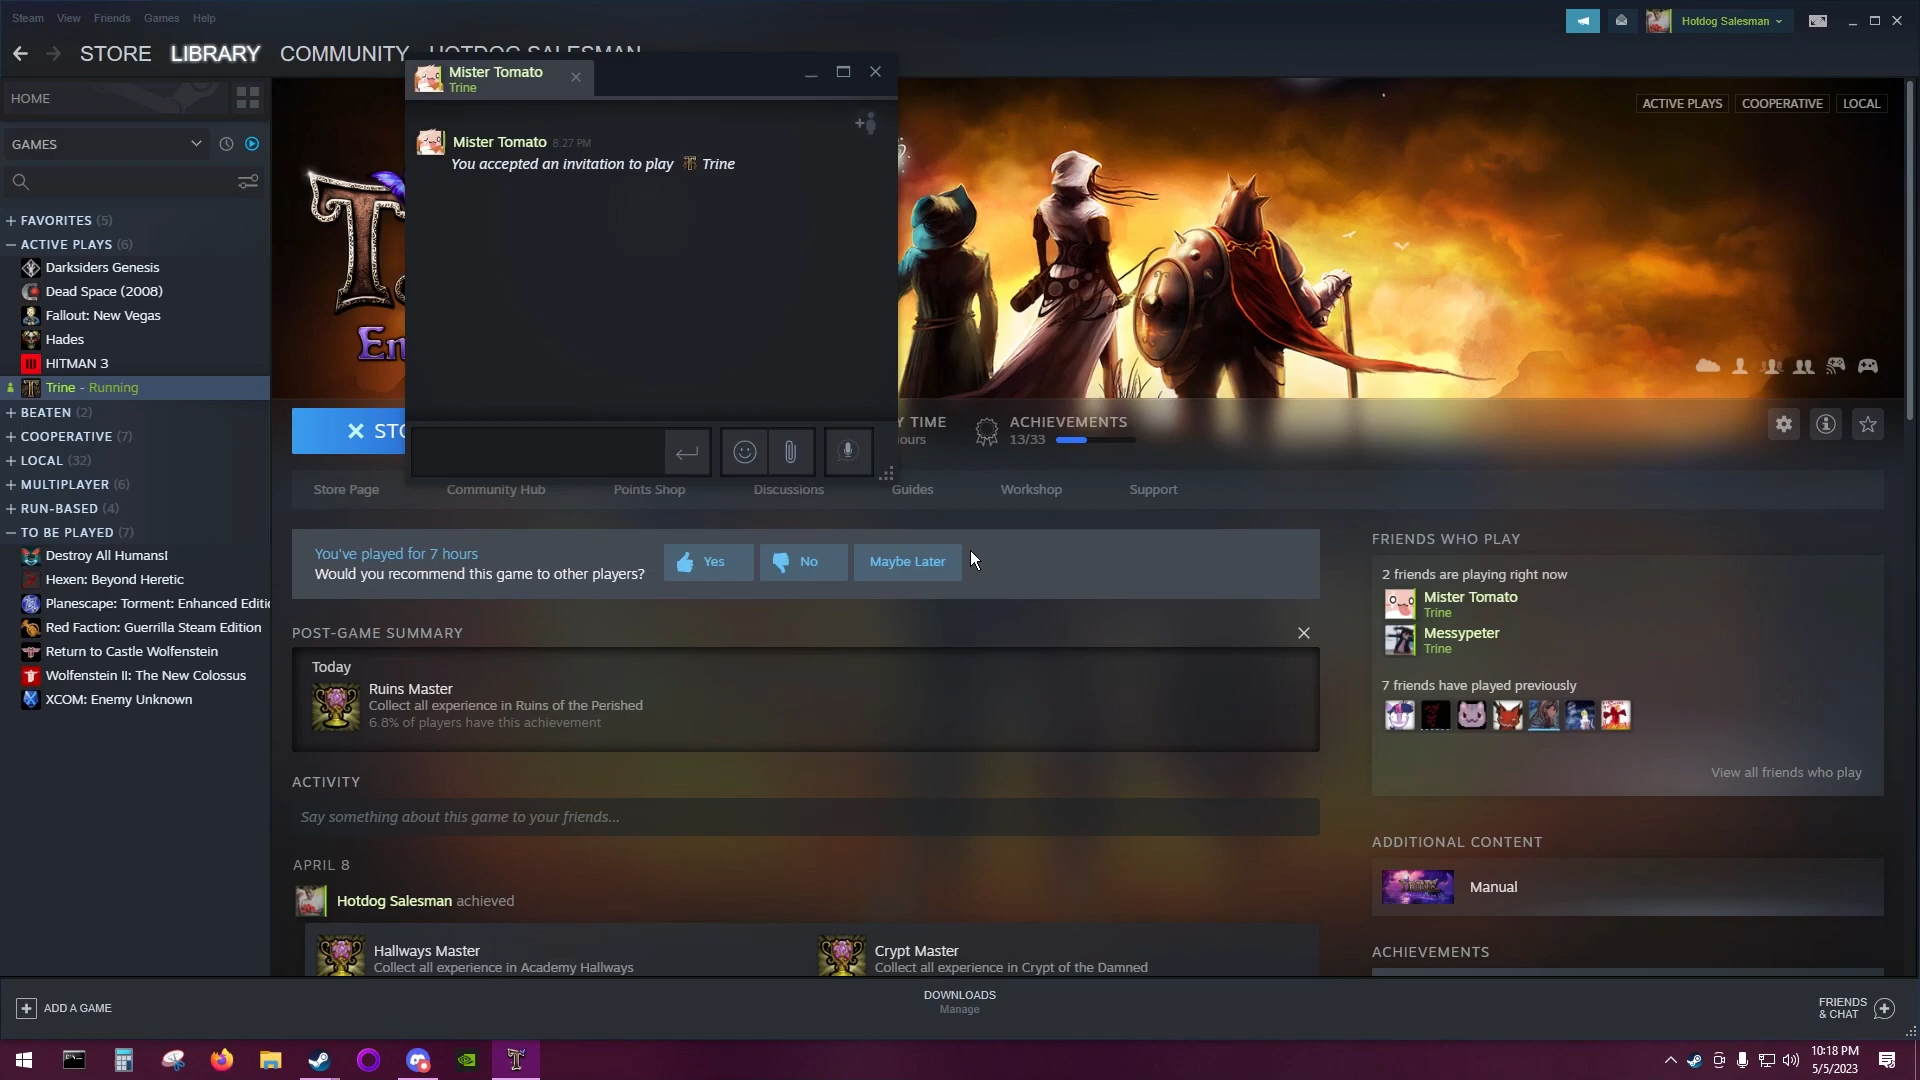 Steam View Friends Games Help
Hotdog Salesman
STORE LIBRARY COMMUNITY HOTDOG SALESMAN
Mister Tomato
Trine
HOME
ACTIVE PLAYS COOPERATIVE LOCAL
GAMES
Mister Tomato 8:27 PM
You accepted an invitation to play Trine
+ FAVORITES (5)
— ACTIVE PLAYS (6)
Darksiders Genesis
Dead Space (2008)
Fallout: New Vegas
Hades
HITMAN 3
Trine - Running
+ BEATEN (2)
+ COOPERATIVE (7)
+ LOCAL (32)
+ MULTIPLAYER (6)
+ RUN-BASED (4)
— TO BE PLAYED (7)
Destroy All Humans!
Hexen: Beyond Heretic
Planescape: Torment: Enhanced Editi
Red Faction: Guerrilla Steam Edition
Return to Castle Wolfenstein
Wolfenstein II: The New Colossus
XCOM: Enemy Unknown
T
En
STO
Y TIME
ours
ACHIEVEMENTS
13/33
Store Page Community Hub Points Shop Discussions Guides Workshop Support
You've played for 7 hours
Would you recommend this game to other players?
Yes No Maybe Later
POST-GAME SUMMARY
Today
Ruins Master
Collect all experience in Ruins of the Perished
6.8% of players have this achievement
ACTIVITY
Say something about this game to your friends...
APRIL 8
Hotdog Salesman achieved
Hallways Master
Collect all experience in Academy Hallways
Crypt Master
Collect all experience in Crypt of the Damned
FRIENDS WHO PLAY
2 friends are playing right now
Mister Tomato
Trine
Messypeter
Trine
7 friends have played previously
View all friends who play
ADDITIONAL CONTENT
Manual
ACHIEVEMENTS
ADD A GAME
DOWNLOADS
Manage
FRIENDS
& CHAT
10:18 PM
5/5/2023